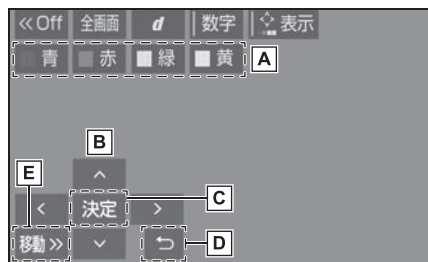 <<Off 全画面 d 数字 表示
青 赤 緑 黄 A
B
E
< 決定 > C
移動>> D